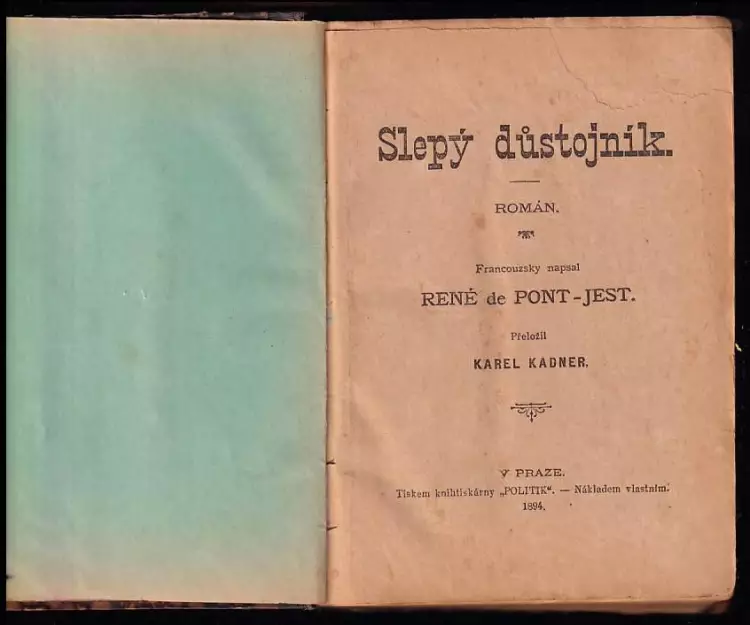 Slepý důstojník.
ROMÁN.
Francouzsky napsal
RENÉ de PONT-JEST.
Přeložil
KAREL KADNER.
V PRAZE.
Tiskem knihtiskárny „POLITIK“. — Nákladem vlastním.
1894.